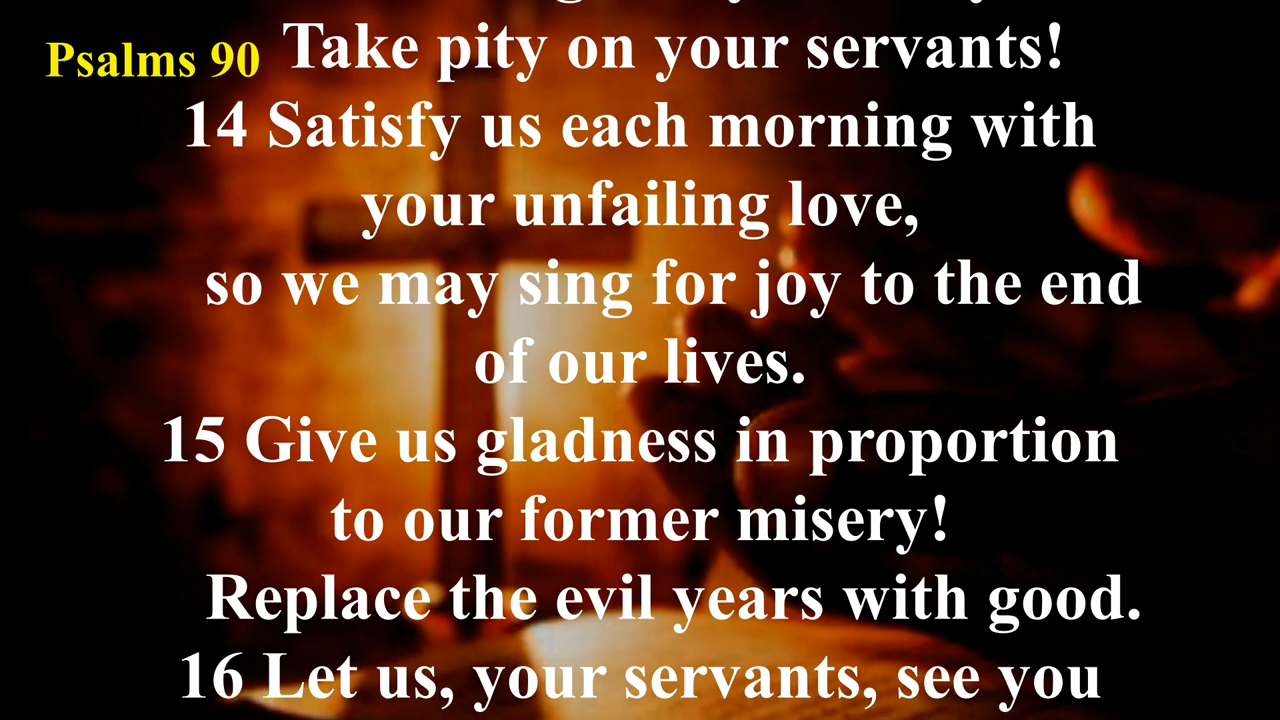 Psalms 90
Take pity on your servants!
14 Satisfy us each morning with
your unfailing love,
so we may sing for joy to the end
of our lives.
15 Give us gladness in proportion
to our former misery!
Replace the evil years with good.
16 Let us, your servants, see you